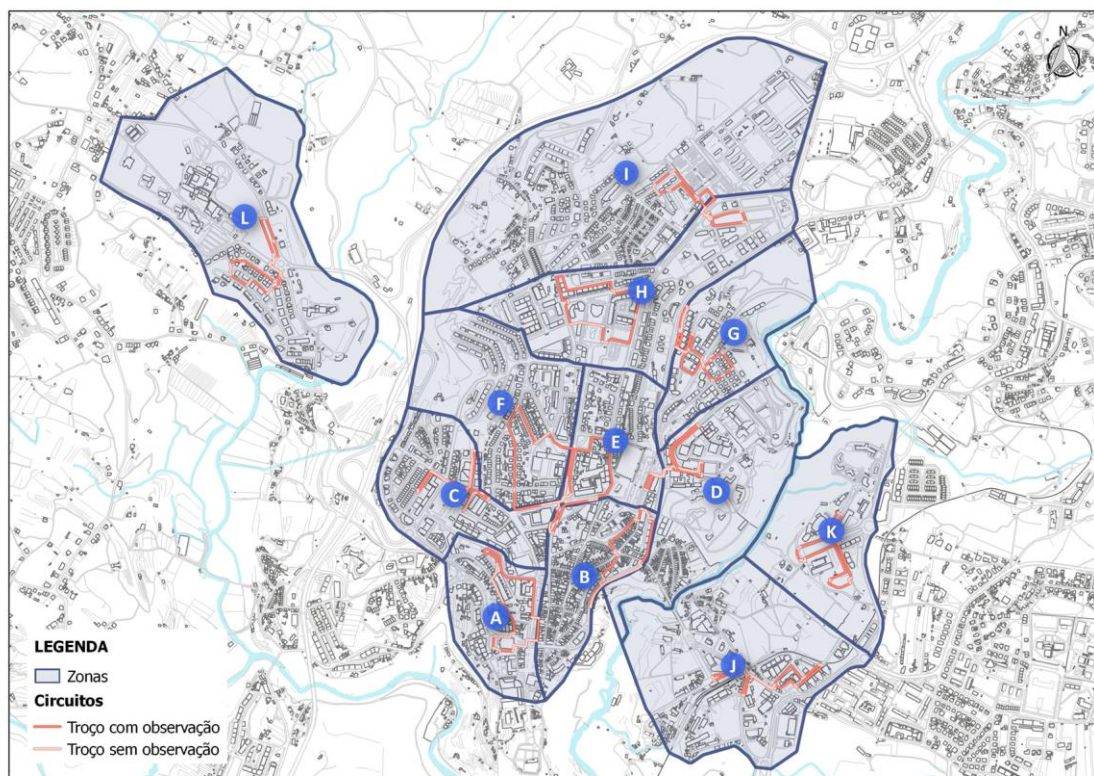 N
I
L
H
G
F
E
C
D
K
B
A
J
LEGENDA
Zonas
Circuitos
Troço com observação
Troço sem observação